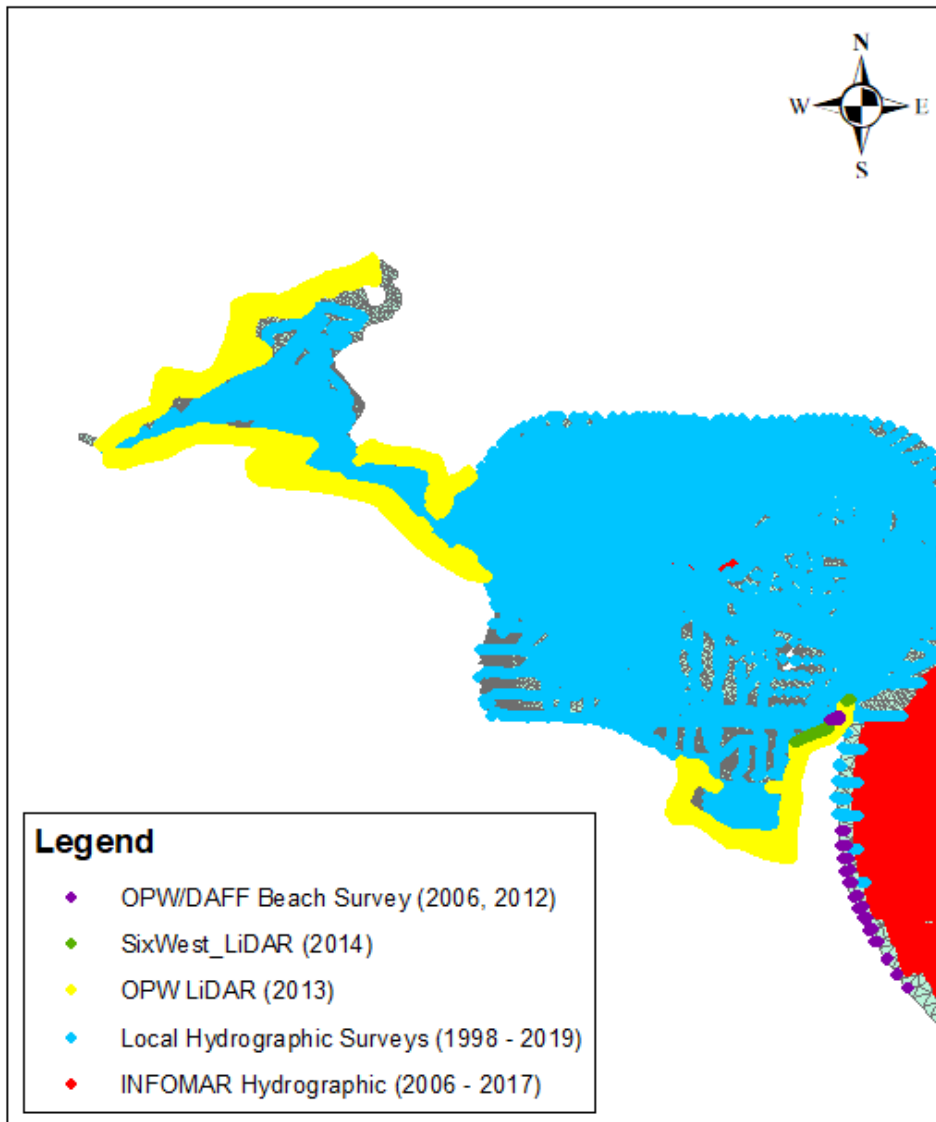 N
W E
S
Legend
OPW/DAFF Beach Survey (2006, 2012)
SixWest_LiDAR (2014)
OPW LiDAR (2013)
Local Hydrographic Surveys (1998 - 2019)
INFOMAR Hydrographic (2006 - 2017)